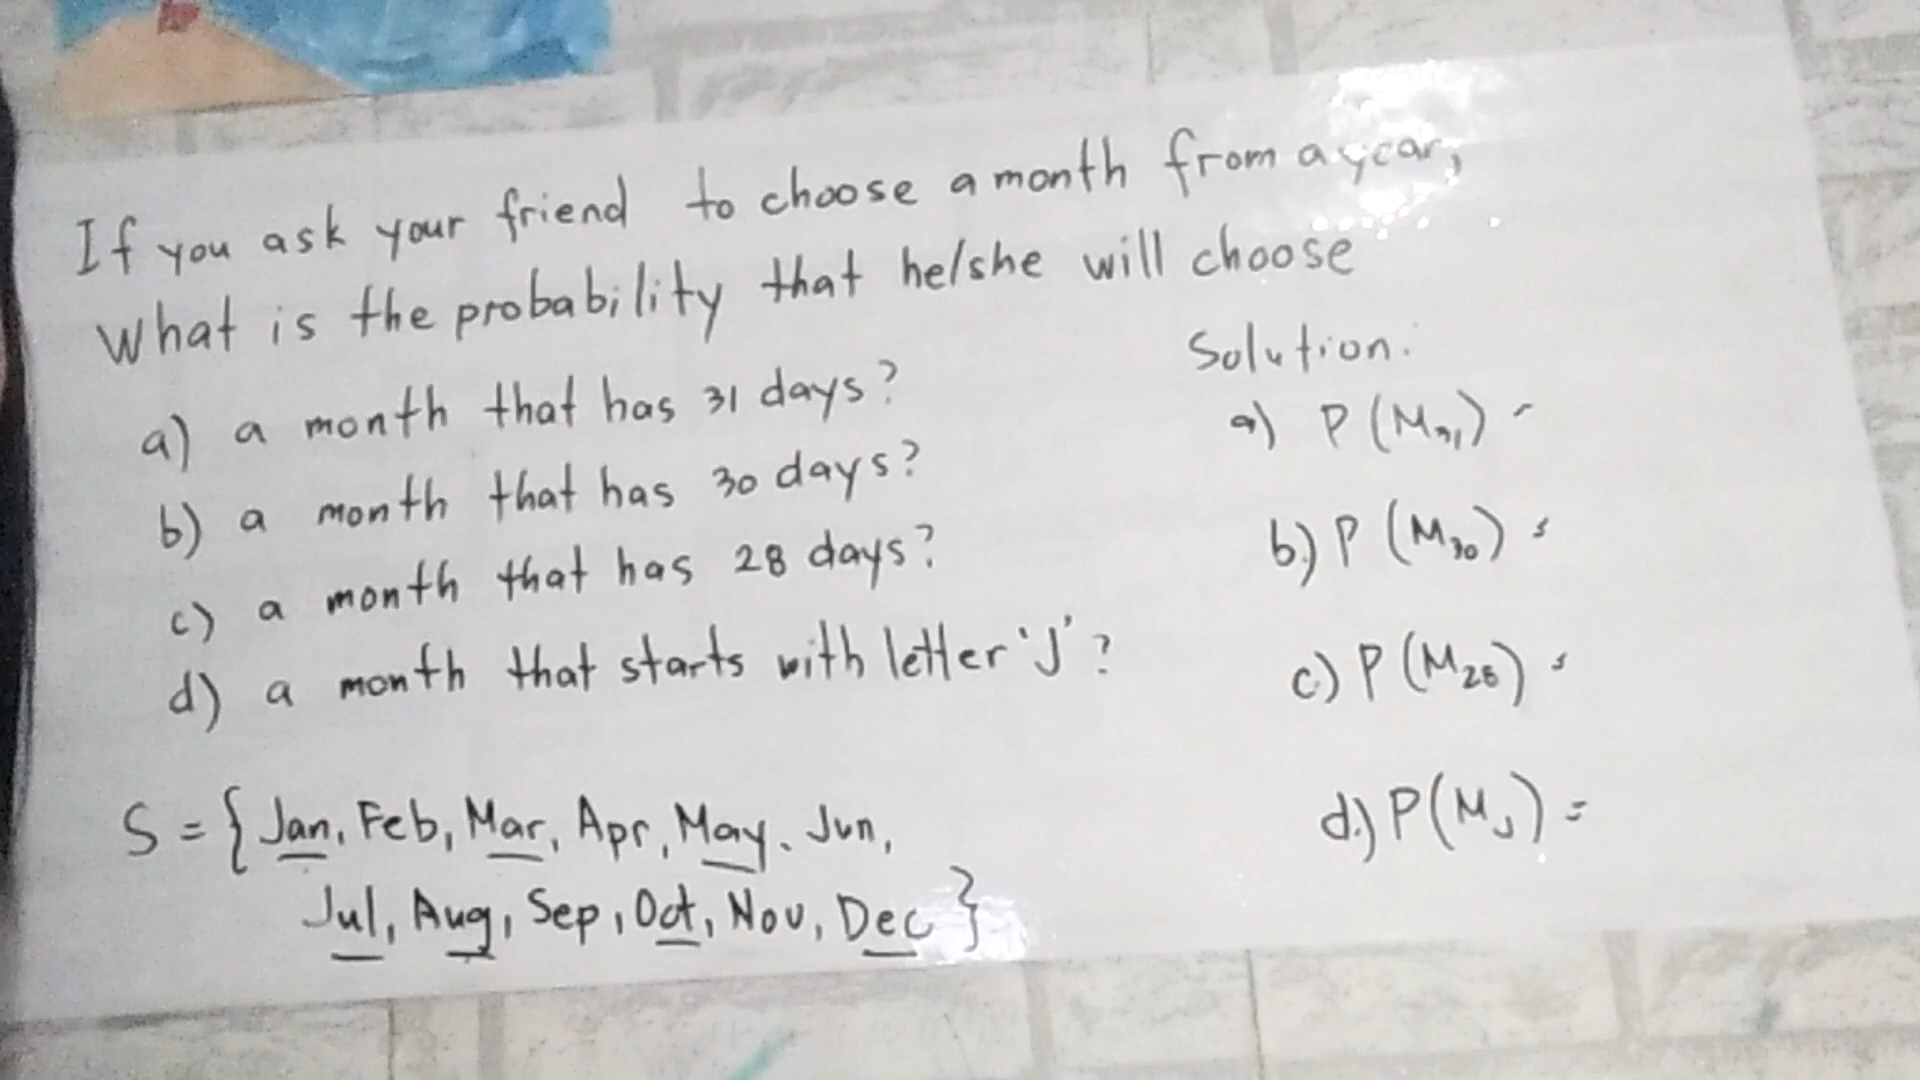 If you ask your friend to choose a month from a year,
What is the probability that he/she will choose
a) a month that has 31 days?
b) a month that has 30 days?
c) a month that has 28 days?
d) a month that starts with letter 'J'?
S = { Jan, Feb, Mar, Apr, May, Jun,
Jul, Aug, Sep, Oct, Nov, Dec }
Solution:
a) P (M31) =
b.) P (M30) =
c.) P (M28) =
d.) P(MJ) =